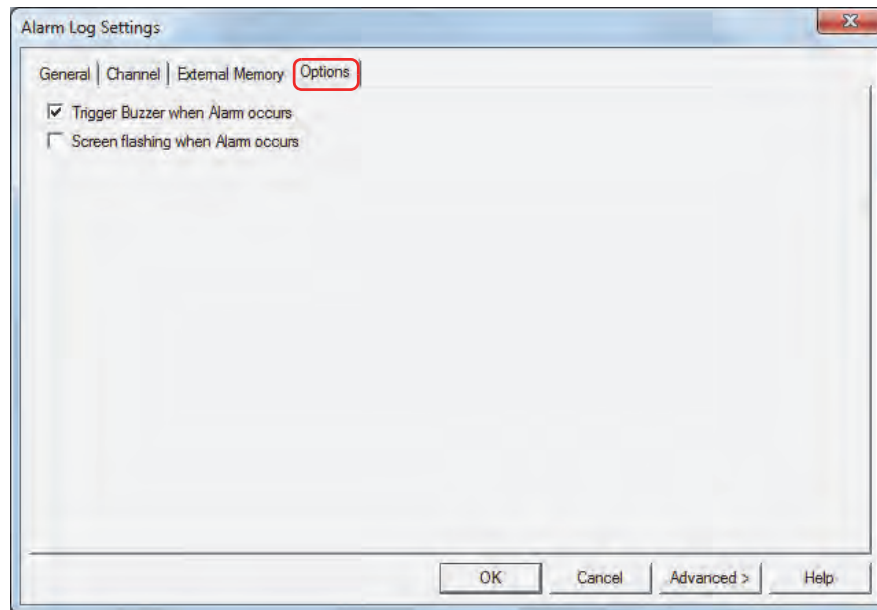 Alarm Log Settings
General | Channel | External Memory Options
Trigger Buzzer when Alarm occurs
Screen flashing when Alarm occurs
OK Cancel Advanced > Help